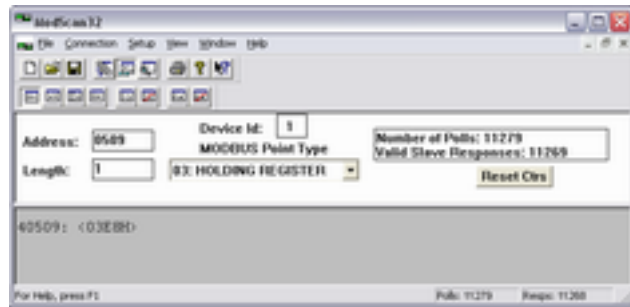 ModScan32
File Connection Setup View Window Help
Address: 0509
Device Id: 1
MODBUS Point Type
Length: 1
03: HOLDING REGISTER
Number of Polls: 11279
Valid Slave Responses: 11269
Reset Ctrs
40509: <03E8H>
For Help, press F1
Polls: 11279
Resps: 11268